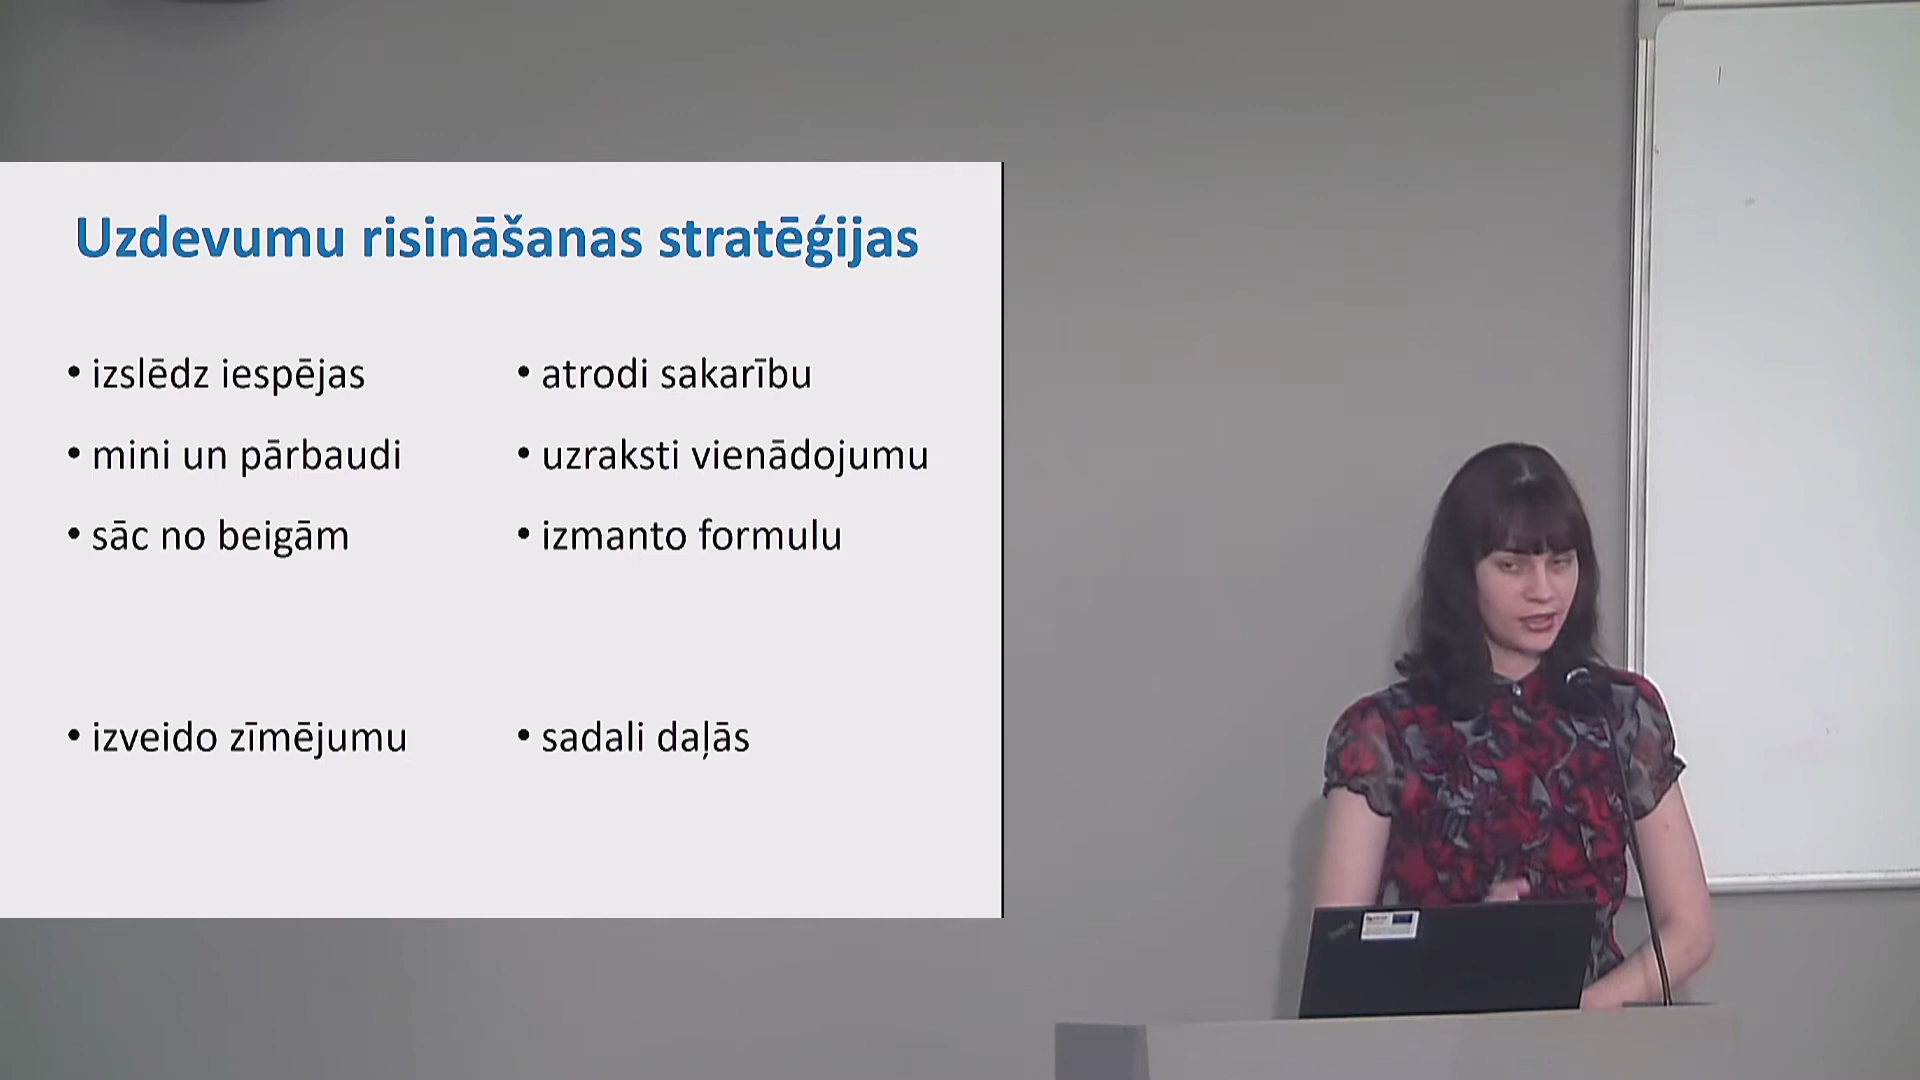 Uzdevumu risināšanas stratēģijas
• izslēdz iespējas
• mini un pārbaudi
• sāc no beigām
• izveido zīmējumu
• atrodi sakarību
• uzraksti vienādojumu
• izmanto formulu
• sadali daļās